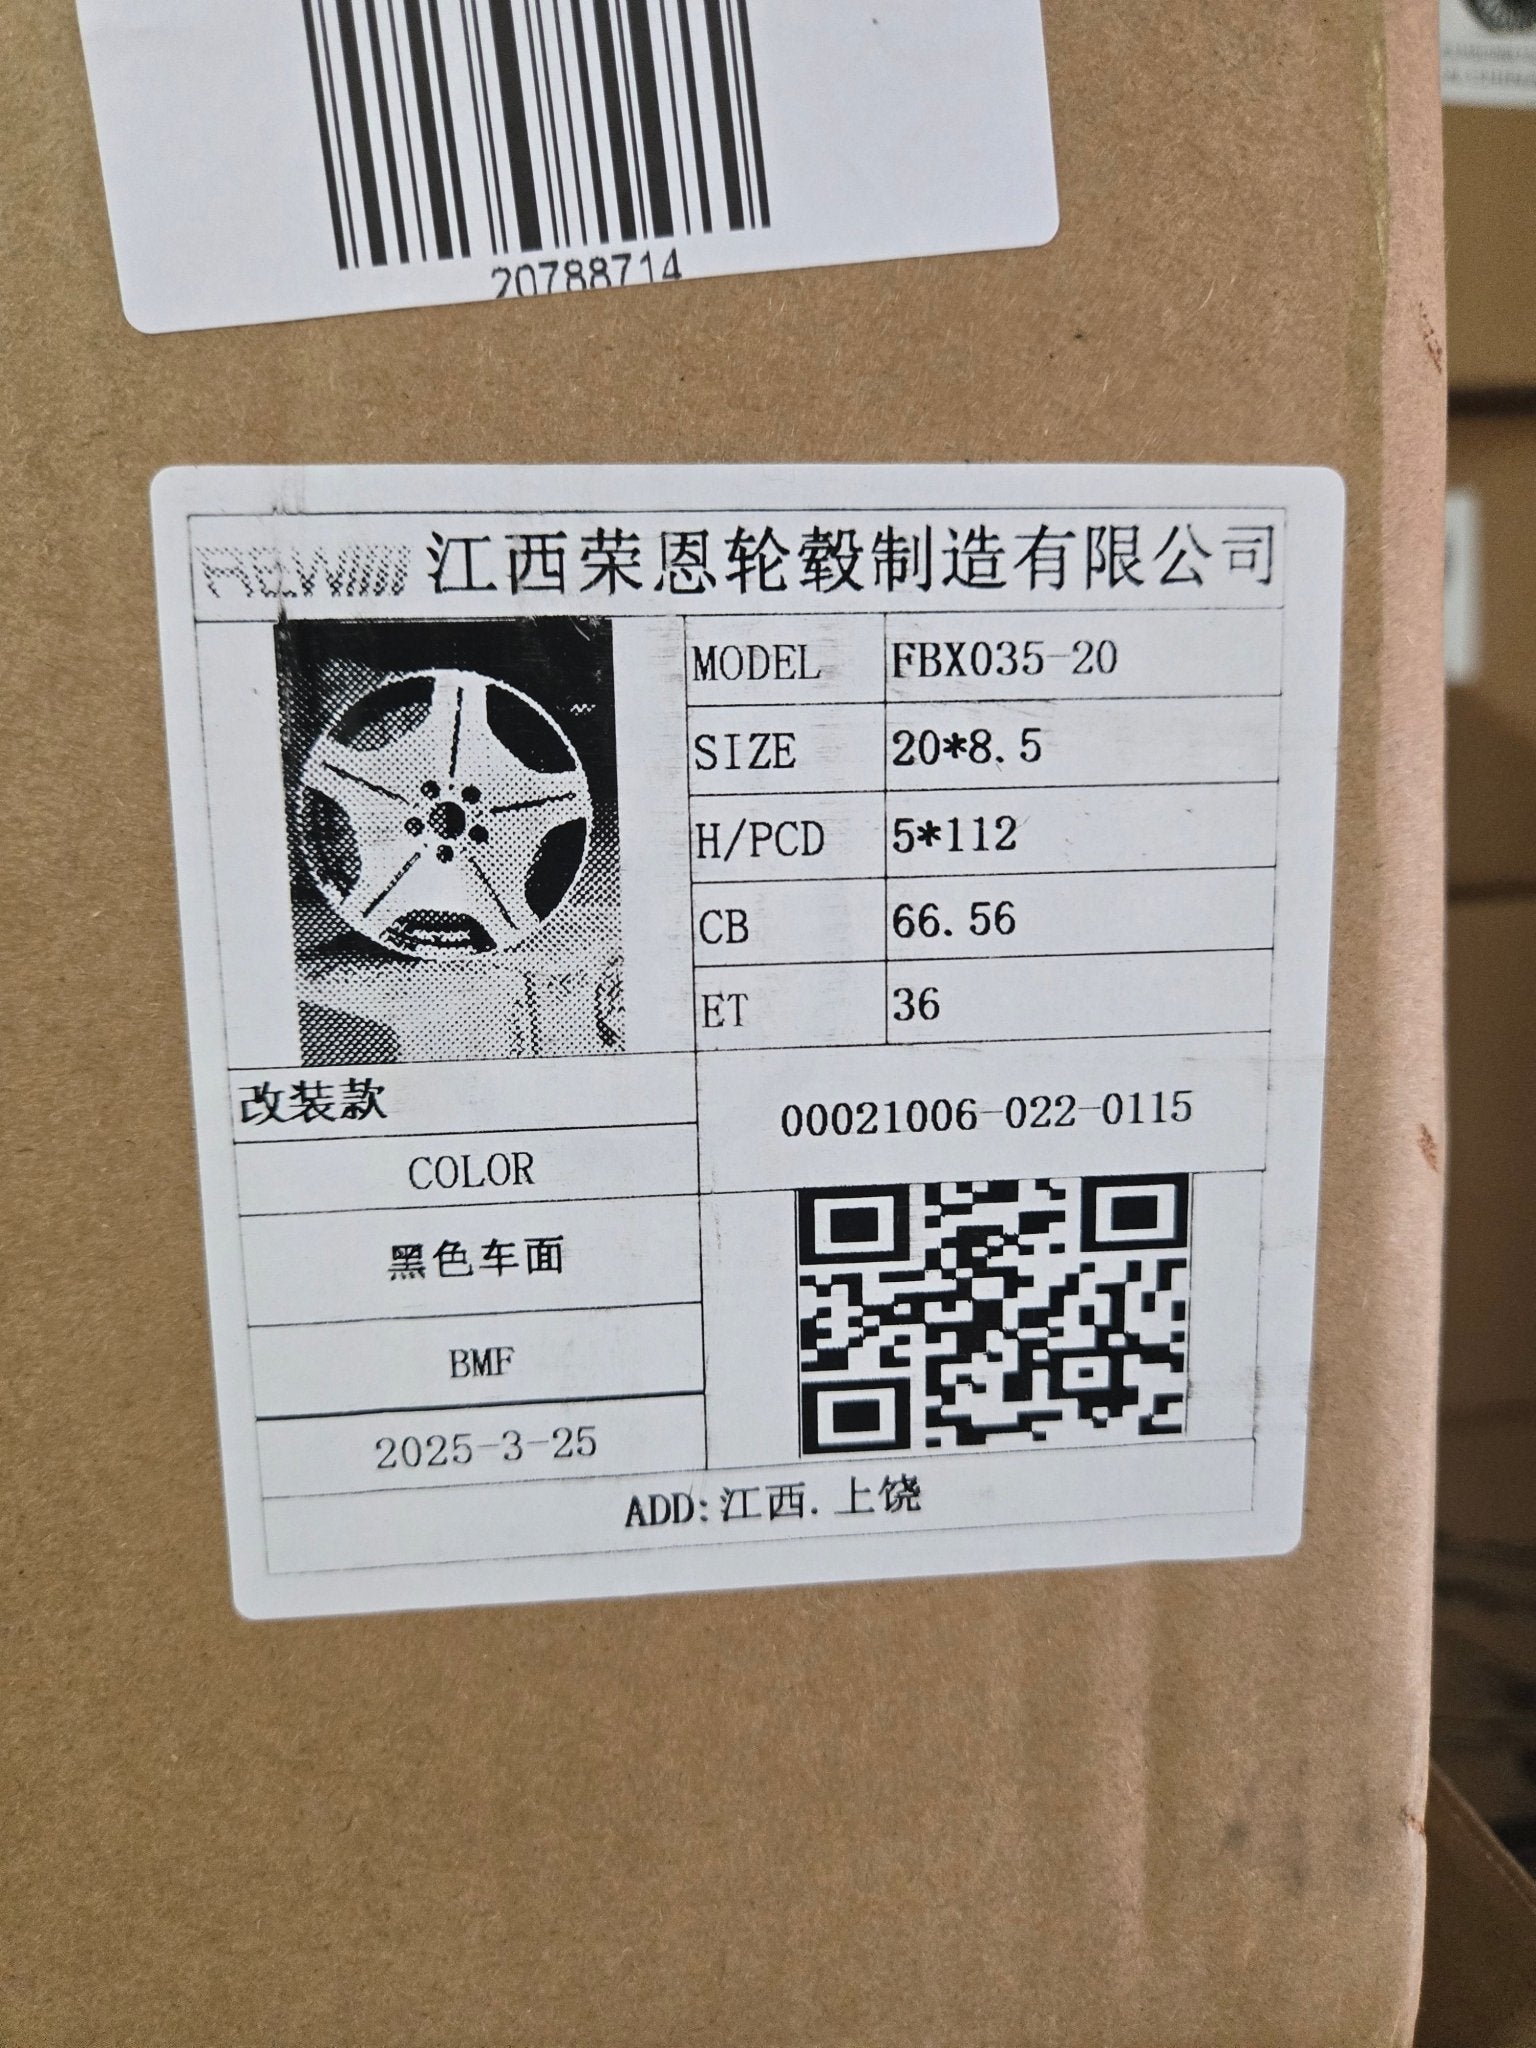 20788714
江西荣恩轮毂制造有限公司
MODEL FBX035-20
SIZE 20*8.5
H/PCD 5*112
CB 66.56
ET 36
改装款
00021006-022-0115
COLOR
黑色车面
BMF
2025-3-25
ADD:江西.上饶